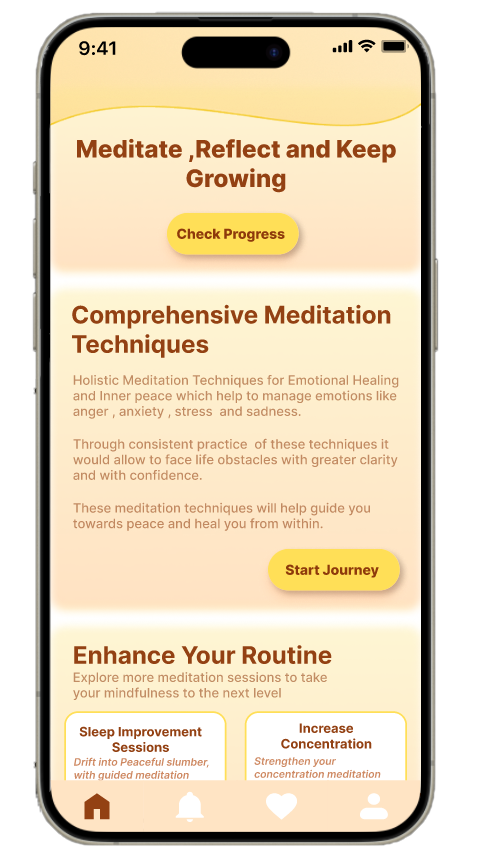 9:41
Meditate ,Reflect and Keep
Growing
Check Progress
Comprehensive Meditation
Techniques
Holistic Meditation Techniques for Emotional Healing
and Inner peace which help to manage emotions like
anger , anxiety , stress  and sadness.
Through consistent practice  of these techniques it
would allow to face life obstacles with greater clarity
and with confidence.
These meditation techniques will help guide you
towards peace and heal you from within.
Start Journey
Enhance Your Routine
Explore more meditation sessions to take
your mindfulness to the next level
Sleep Improvement
Sessions
Drift into Peaceful slumber,
with guided meditation
Increase
Concentration
Strengthen your
concentration meditation